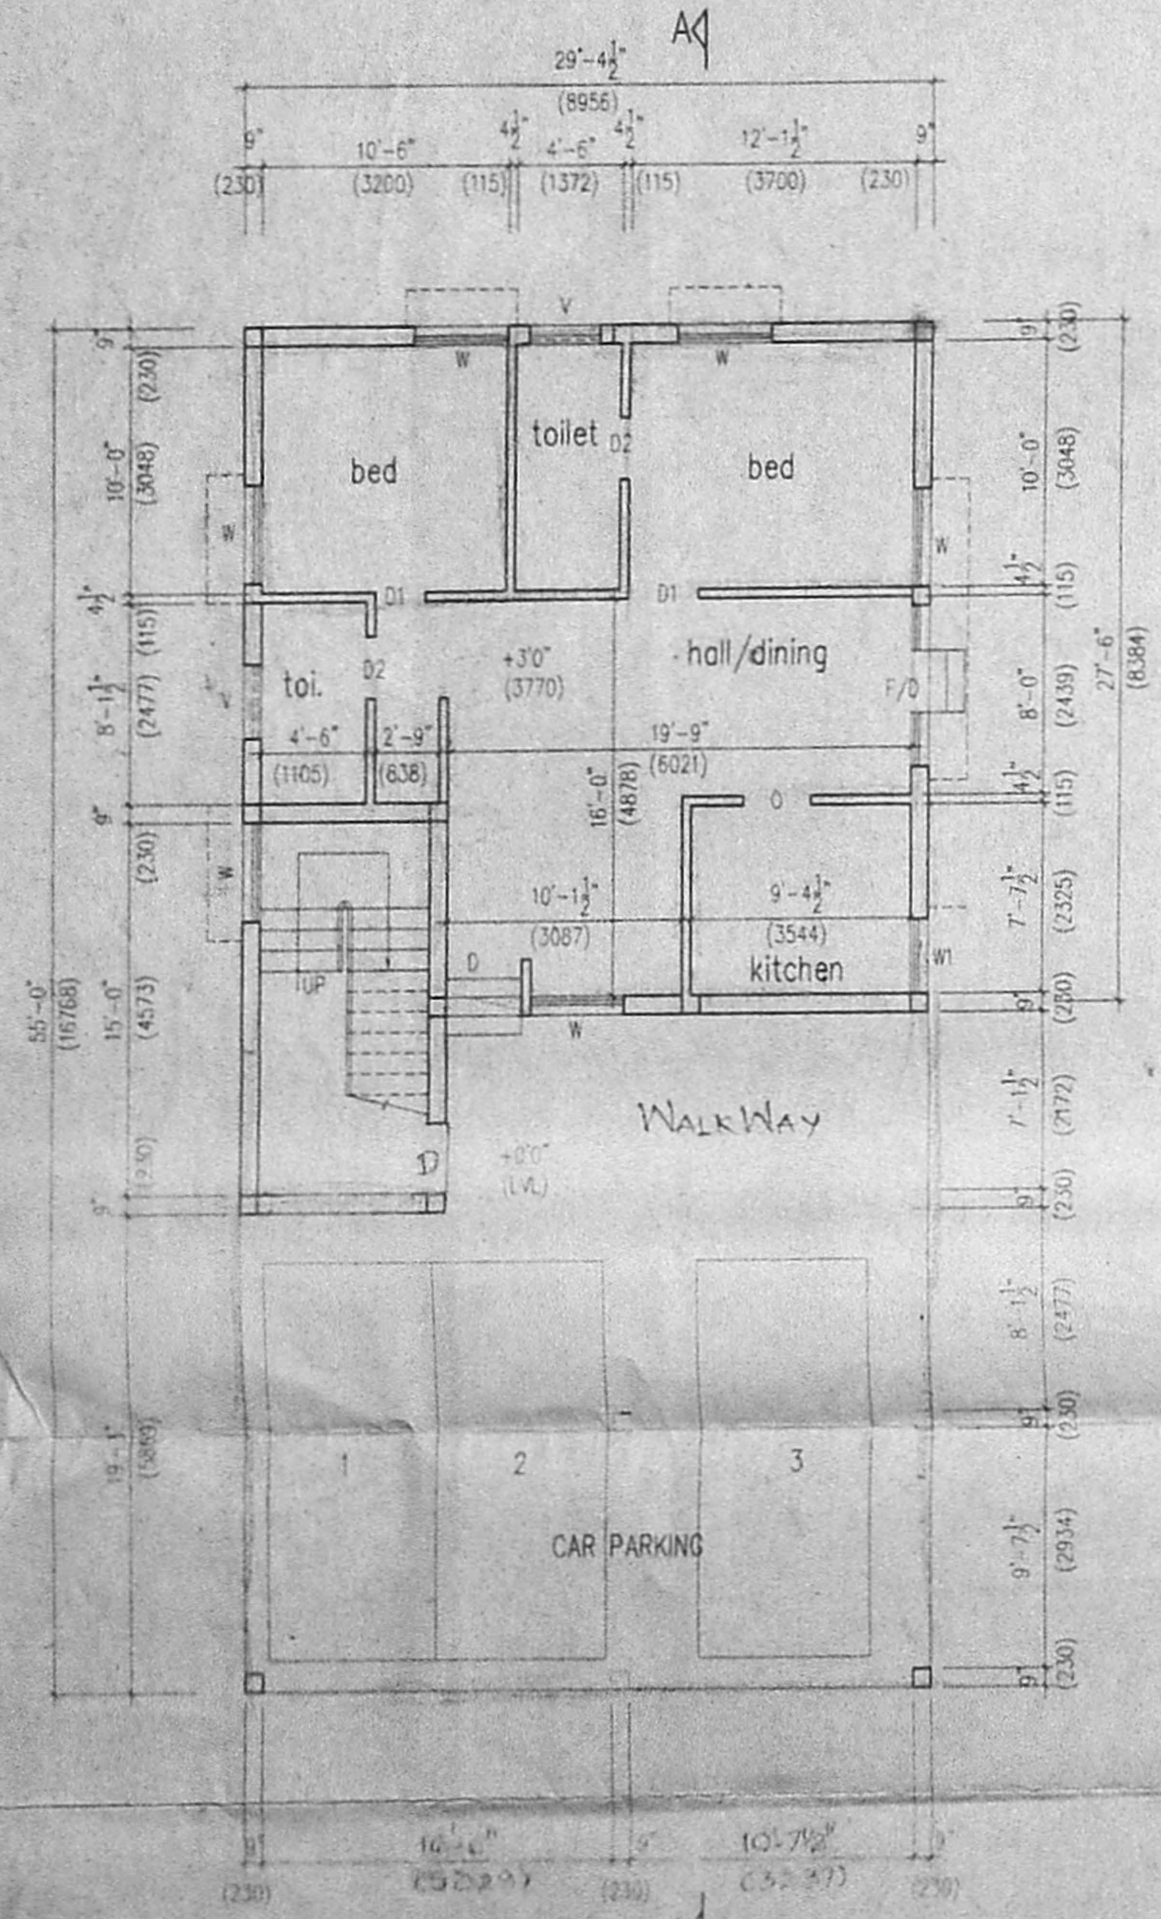 A
29'-4½"
(8956)
9" 10'-6" 4½" 4'-6" 4½" 12'-1½" 9"
(230) (3200) (115) (1372) (115) (3700) (230)
V
W W
9" (230)
9" (230)
10'-0" (3048)
bed
toilet D2
bed
10'-0" (3048)
W
W
4½" (115)
D1 D1
4½" (115)
8'-1½" (2477)
toi.
D2
+3'0"
(3770)
hall/dining
F/D
8'-0" (2439)
27'-6" (8384)
4'-6" 2'-9" 19'-9"
(1105) (838) (6021)
16'-0" (4878)
O
4½" (115)
9" (230)
W
10'-1½" 9'-4½"
(3087) (3544)
7'-7½" (2325)
UP
D
kitchen
W1
W
9" (230)
55'-0" (16768)
15'-0" (4573)
WALKWAY
7'-1½" (2172)
D
+0'0"
(LVL)
9" (230)
9" (230)
8'-1½" (2477)
9" (230)
19'-1"
1 2 3
CAR PARKING
9'-7½" (2934)
9" (230)
9" 9" 10'-7½" 9"
(230) (230) (3237) (230)